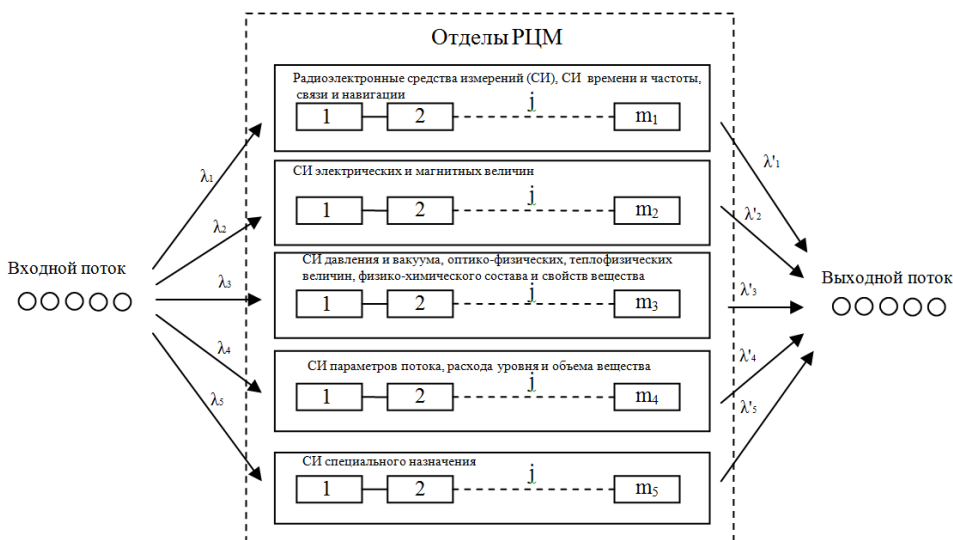 Отделы РЦМ
Радиоэлектронные средства измерений (СИ), СИ времени и частоты,
связи и навигации
j
1
2
m₁
λ₁
λ'₁
СИ электрических и магнитных величин
j
1
2
m₂
λ₂
λ'₂
Входной поток
СИ давления и вакуума, оптико-физических, теплофизических
величин, физико-химического состава и свойств вещества
j
1
2
m₃
λ₃
λ'₃
Выходной поток
СИ параметров потока, расхода уровня и объема вещества
j
1
2
m₄
λ₄
λ'₄
СИ специального назначения
j
1
2
m₅
λ₅
λ'₅